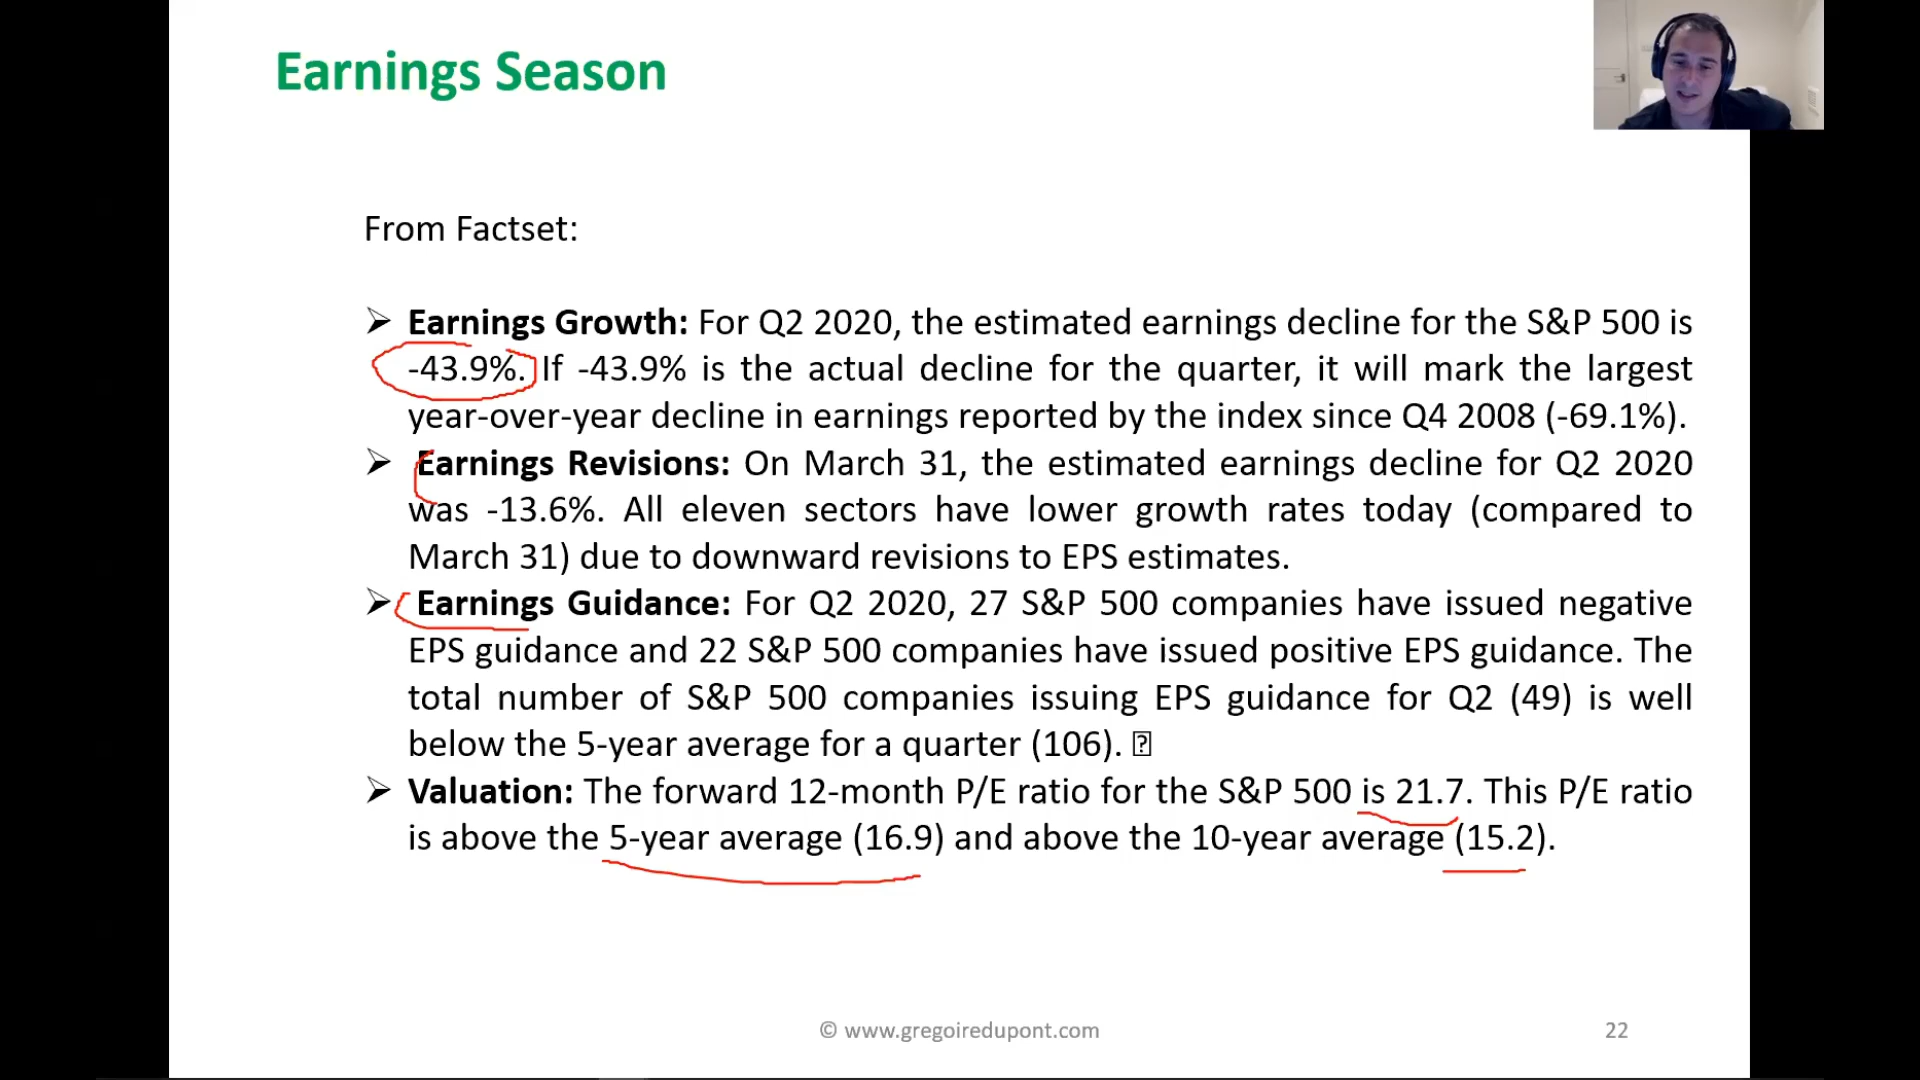 Earnings Season
From Factset:
Earnings Growth: For Q2 2020, the estimated earnings decline for the S&P 500 is
-43.9%. If -43.9% is the actual decline for the quarter, it will mark the largest
year-over-year decline in earnings reported by the index since Q4 2008 (-69.1%).
Earnings Revisions: On March 31, the estimated earnings decline for Q2 2020
was -13.6%. All eleven sectors have lower growth rates today (compared to
March 31) due to downward revisions to EPS estimates.
Earnings Guidance: For Q2 2020, 27 S&P 500 companies have issued negative
EPS guidance and 22 S&P 500 companies have issued positive EPS guidance. The
total number of S&P 500 companies issuing EPS guidance for Q2 (49) is well
below the 5-year average for a quarter (106).
Valuation: The forward 12-month P/E ratio for the S&P 500 is 21.7. This P/E ratio
is above the 5-year average (16.9) and above the 10-year average (15.2).
© www.gregoiredupont.com
22